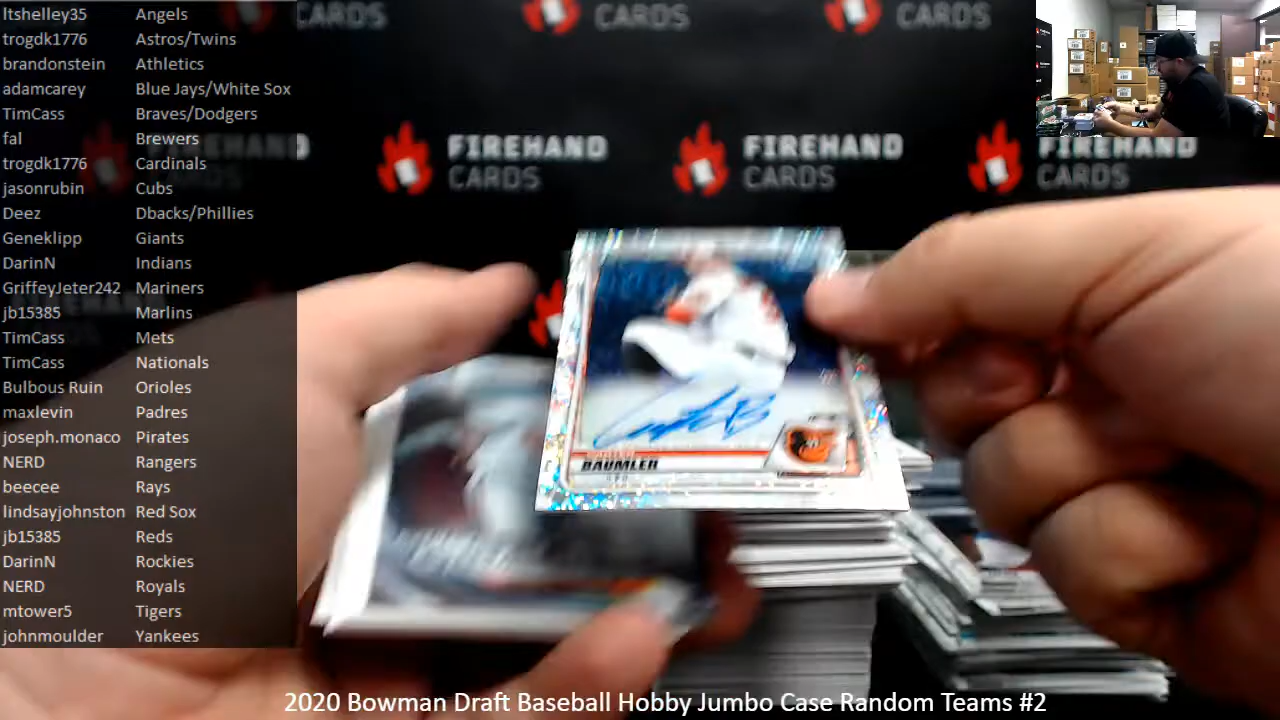 ltshelley35 Angels
trogdk1776 Astros/Twins
brandonstein Athletics
adamcarey Blue Jays/White Sox
TimCass Braves/Dodgers
fal Brewers
trogdk1776 Cardinals
jasonrubin Cubs
Deez Dbacks/Phillies
Geneklipp Giants
DarinN Indians
GriffeyJeter242 Mariners
jb15385 Marlins
TimCass Mets
TimCass Nationals
Bulbous Ruin Orioles
maxlevin Padres
joseph.monaco Pirates
NERD Rangers
beecee Rays
lindsayjohnston Red Sox
jb15385 Reds
DarinN Rockies
NERD Royals
mtower5 Tigers
johnmoulder Yankees
CARDS
CARDS
CARDS
FIREHAND
CARDS
FIREHAND
CARDS
FIREHAND
CARDS
BAUMLER
2020 Bowman Draft Baseball Hobby Jumbo Case Random Teams #2